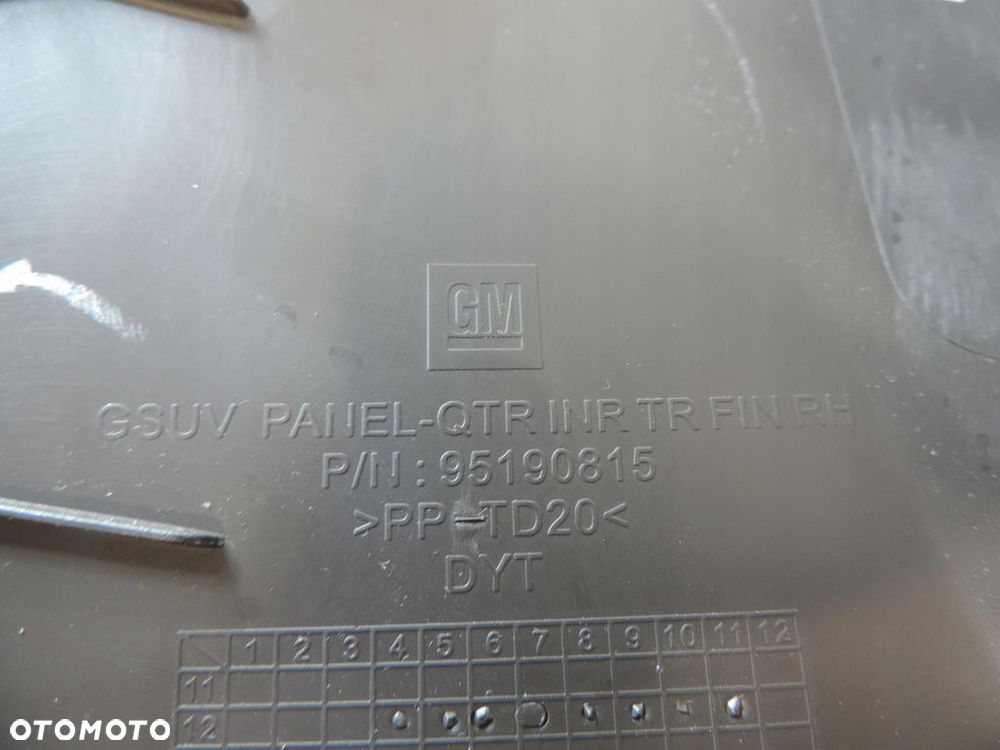 GM
GSUV PANEL-QTR INR TR FIN RH
P/N : 95190815
>PP-TD20<
DYT
1 2 3 4 5 6 7 8 9 10 11 12
11
12
OTOMOTO